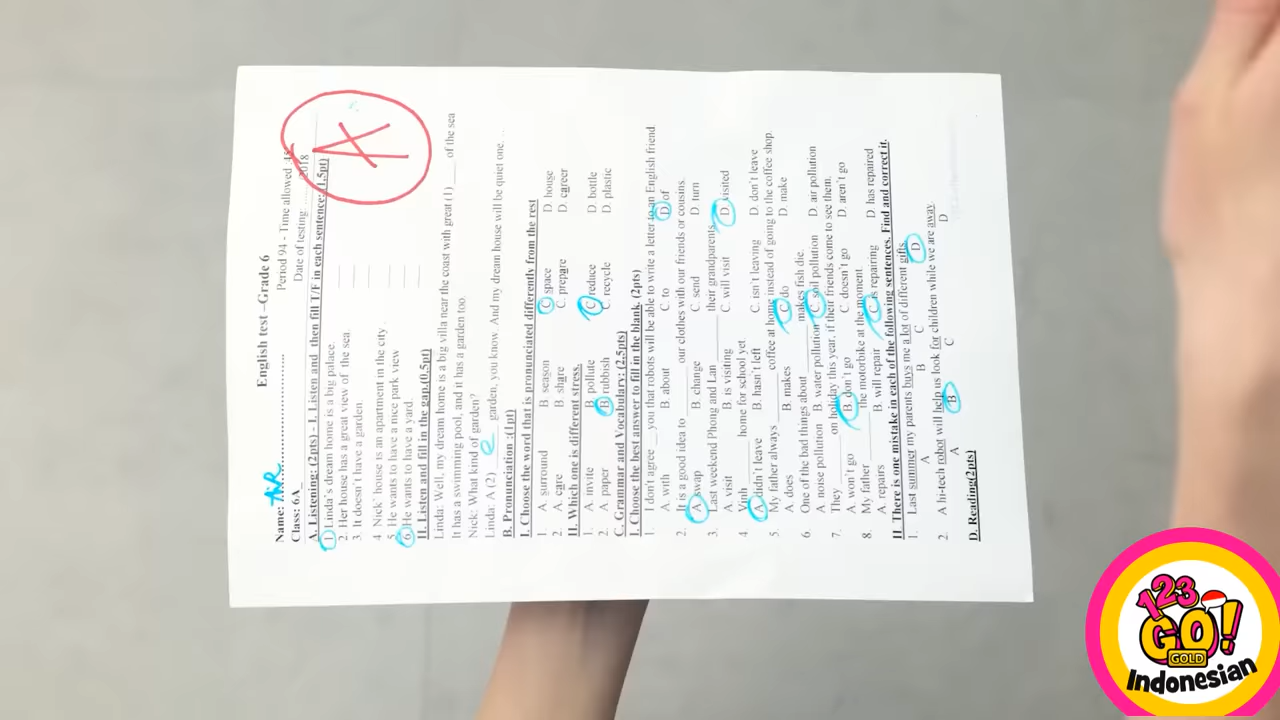 English test -Grade 6
Period 94 - Time allowed :45
Date of testing: ..........2018
Name:
Class: 6A
A
A. Listening: (2pts) - I. Listen and then fill T/F in each sentence:(1,5pt)
1 Linda's dream home is a big palace.
2. Her house has a great view of the sea.
3. It doesn't have a garden.
4 Nick' house is an apartment in the city.
5. He wants to have a nice park view
6. He wants to have a yard.
II. Listen and fill in the gap.(0,5pt)
Linda: Well, my dream home is a big villa near the coast with great (1) ____ of the sea
It has a swimming pool, and it has a garden too.
Nick: What kind of garden?
Linda: A (2) ____ garden, you know. And my dream house will be quiet one. ..
B. Pronunciation :(1pt)
I. Choose the word that is pronunciated differently from the rest
1 A surround B season C space D. house
2. A. care B. share C. prepare D. career
II. Which one is different stress.
1. A. invite B. pollute C. reduce D. bottle
2. A. paper B. rubbish C. recycle D. plastic
C. Grammar and Vocabulary: (2,5pts)
I. Choose the best answer to fill in the blank. (2pts)
1. I don't agree __ you that robots will be able to write a letter to an English friend.
A. with B. about C. to D. of
2. It is a good idea to ______ our clothes with our friends or cousins.
A. swap B. change C. send D. turn
3. Last weekend Phong and Lan ______ their grandparents.
A. visit B. is visiting C. will visit D. visited
4 Vinh ______ home for school yet.
A. didn't leave B. hasn't left C. isn't leaving D. don't leave
5. My father always ______ coffee at home instead of going to the coffee shop.
A. does B. makes C. do D. make
6. One of the bad things about ______ makes fish die.
A. noise pollution B. water pollution C. soil pollution D. air pollution
7. They ______ on holiday this year, if their friends come to see them.
A. won't go B. don't go C. doesn't go D. aren't go
8. My father ______ the motorbike at the moment.
A. repairs B. will repair C. is repairing D. has repaired
II There is one mistake in each of the following sentences. Find and correct it.
1. Last summer my parents buys me a lot of different gifts.
A B C D
2. A hi-tech robot will help us look for children while we are away.
A B C D
D. Reading(2pts)
123
GO!
GOLD
Indonesian